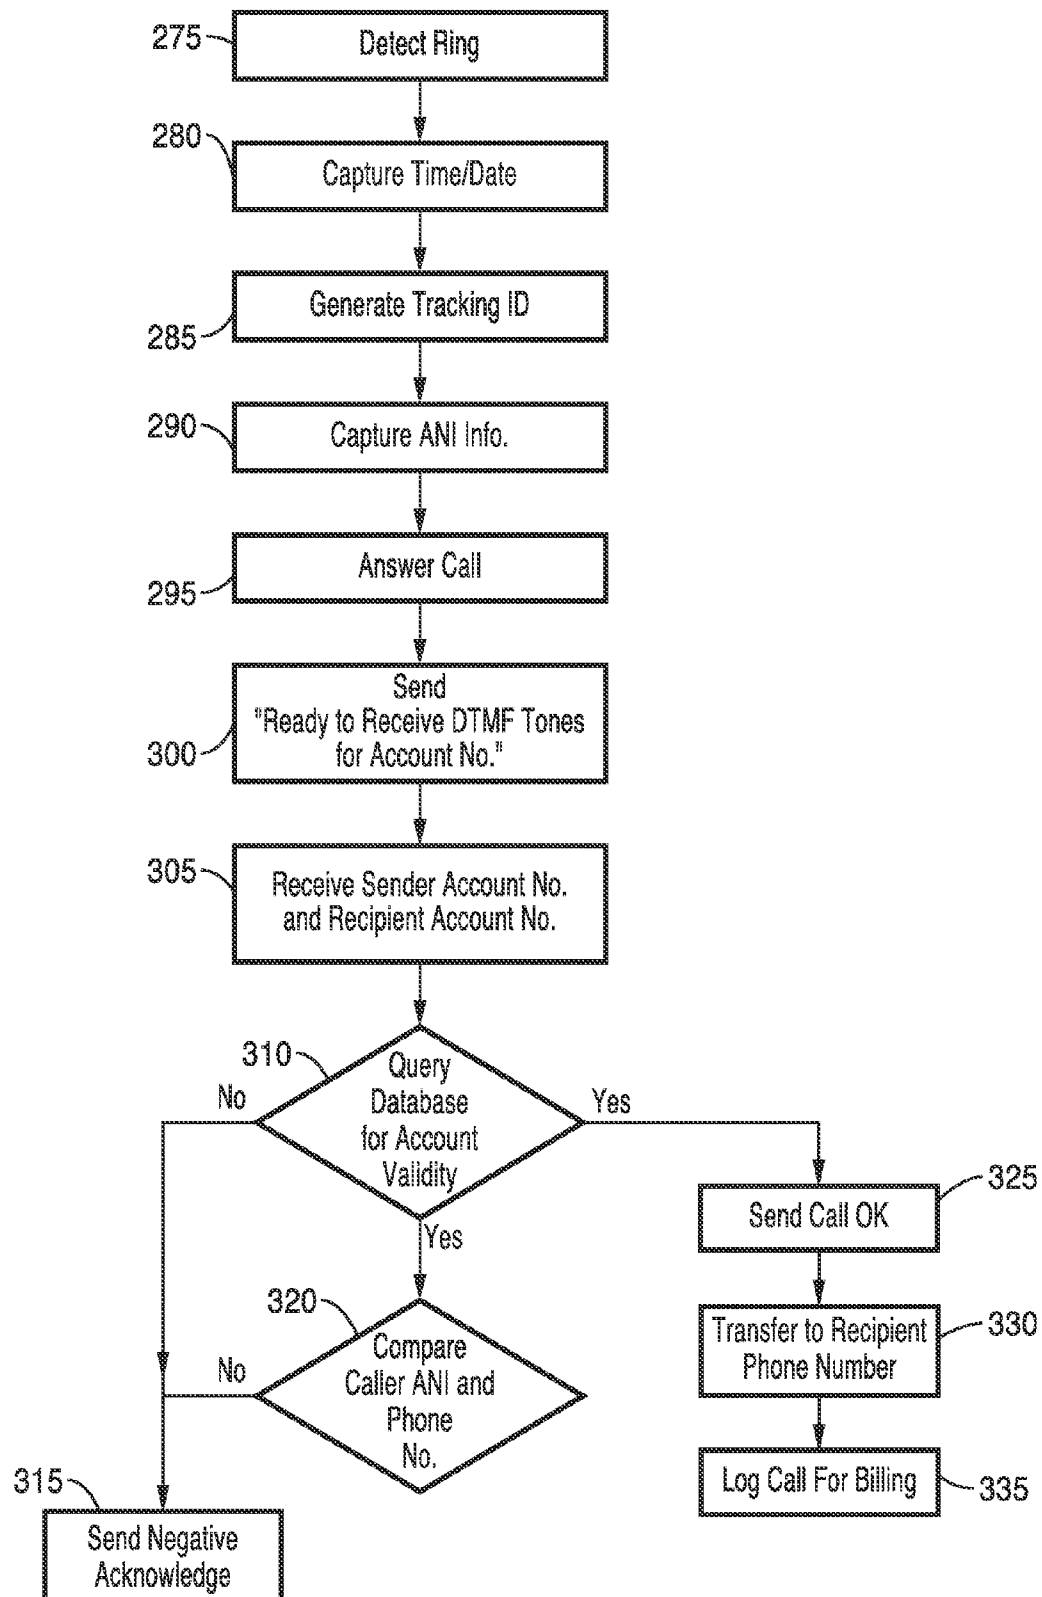 275
Detect Ring
280
Capture Time/Date
Generate Tracking ID
285
290
Capture ANI Info.
Answer Call
295
Send
"Ready to Receive DTMF Tones
for Account No."
300
305
Receive Sender Account No.
and Recipient Account No.
310
Query
Database
for Account
Validity
No
Yes
Yes
325
Send Call OK
320
Compare
Caller ANI and
Phone
No.
No
330
Transfer to Recipient
Phone Number
Log Call For Billing
335
315
Send Negative
Acknowledge